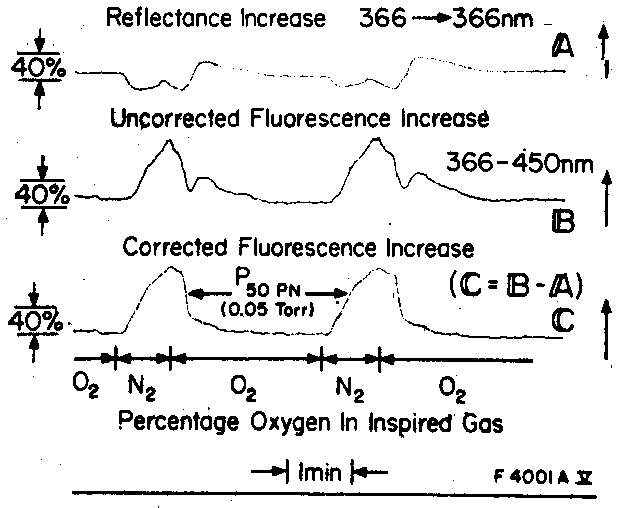 Reflectance Increase 366 → 366nm
A
40%
Uncorrected Fluorescence Increase
366-450nm
40%
B
Corrected Fluorescence Increase
P50 PN
(0.05 Torr)
(C = B - A)
40%
C
O2 N2 O2 N2 O2
Percentage Oxygen In Inspired Gas
1min
F 4001A V